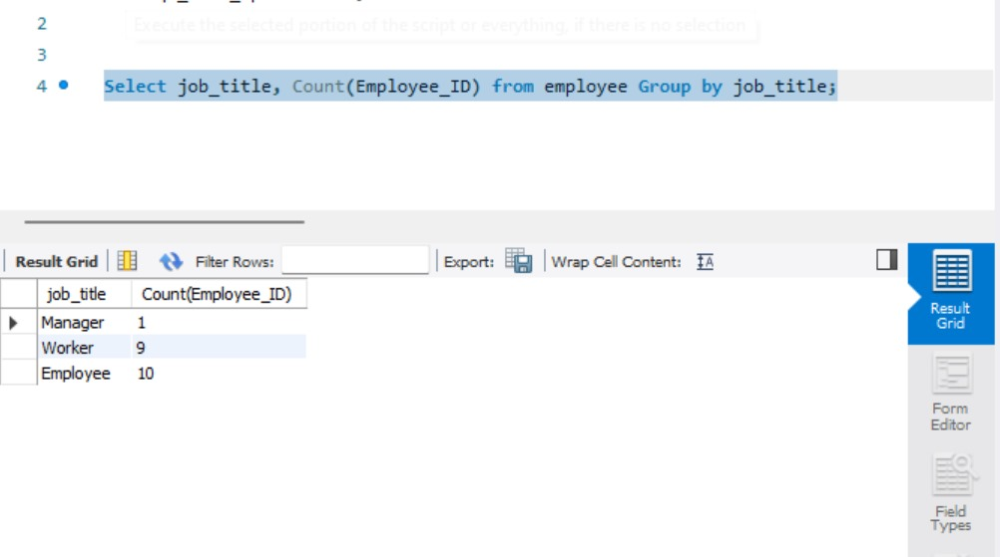 2
Execute the selected portion of the script or everything, if there is no selection
3
4 Select job_title, Count(Employee_ID) from employee Group by job_title;
Result Grid Filter Rows: Export: Wrap Cell Content: IA
job_title Count(Employee_ID)
Manager 1
Worker 9
Employee 10
Result
Grid
Form
Editor
Field
Types